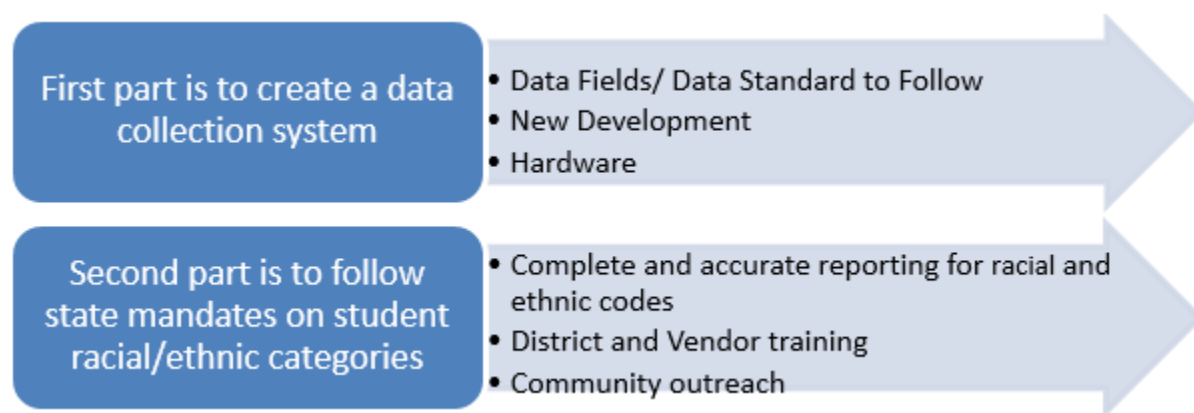 First part is to create a data
collection system
• Data Fields/ Data Standard to Follow
• New Development
• Hardware
Second part is to follow
state mandates on student
racial/ethnic categories
• Complete and accurate reporting for racial and
ethnic codes
• District and Vendor training
• Community outreach